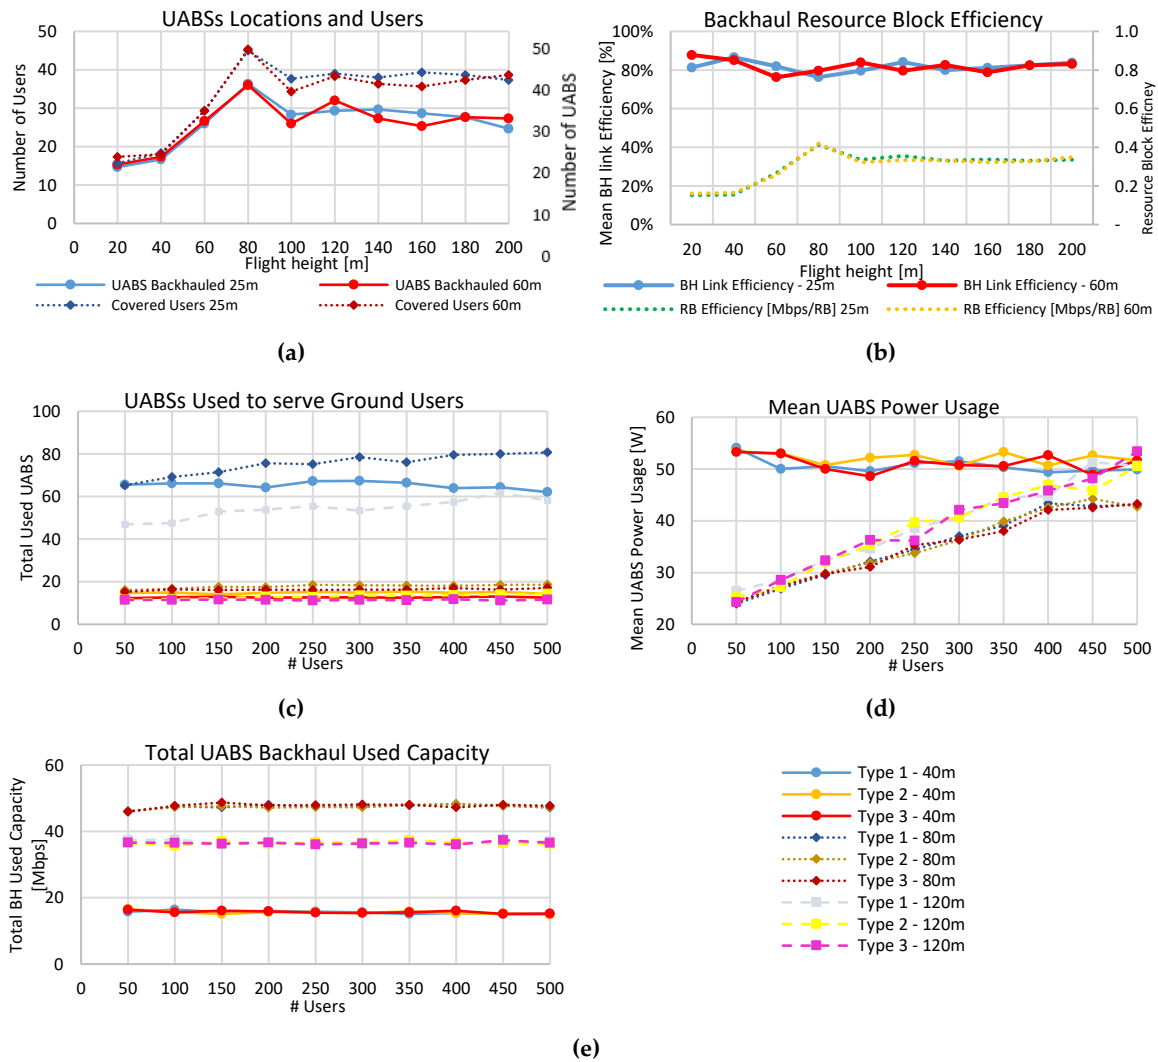 UABSs Locations and Users
Number of Users
50
40
30
20
10
0
50
40
30
20
10
0
Number of UABS
0 20 40 60 80 100 120 140 160 180 200
Flight height [m]
UABS Backhauled 25m
UABS Backhauled 60m
Covered Users 25m
Covered Users 60m
(a)
Backhaul Resource Block Efficiency
Mean BH link Efficiency [%]
100%
80%
60%
40%
20%
0%
1.0
0.8
0.6
0.4
0.2
-
Resource Block Efficicney
20 40 60 80 100 120 140 160 180 200
Flight height [m]
BH Link Efficiency - 25m
BH Link Efficiency - 60m
RB Efficiency [Mbps/RB] 25m
RB Efficiency [Mbps/RB] 60m
(b)
UABSs Used to serve Ground Users
Total Used UABS
100
80
60
40
20
0
0 50 100 150 200 250 300 350 400 450 500
# Users
(c)
Mean UABS Power Usage
Mean UABS Power Usage [W]
60
50
40
30
20
0 50 100 150 200 250 300 350 400 450 500
# Users
(d)
Total UABS Backhaul Used Capacity
Total BH Used Capacity
[Mbps]
60
40
20
0
0 50 100 150 200 250 300 350 400 450 500
# Users
Type 1 - 40m
Type 2 - 40m
Type 3 - 40m
Type 1 - 80m
Type 2 - 80m
Type 3 - 80m
Type 1 - 120m
Type 2 - 120m
Type 3 - 120m
(e)